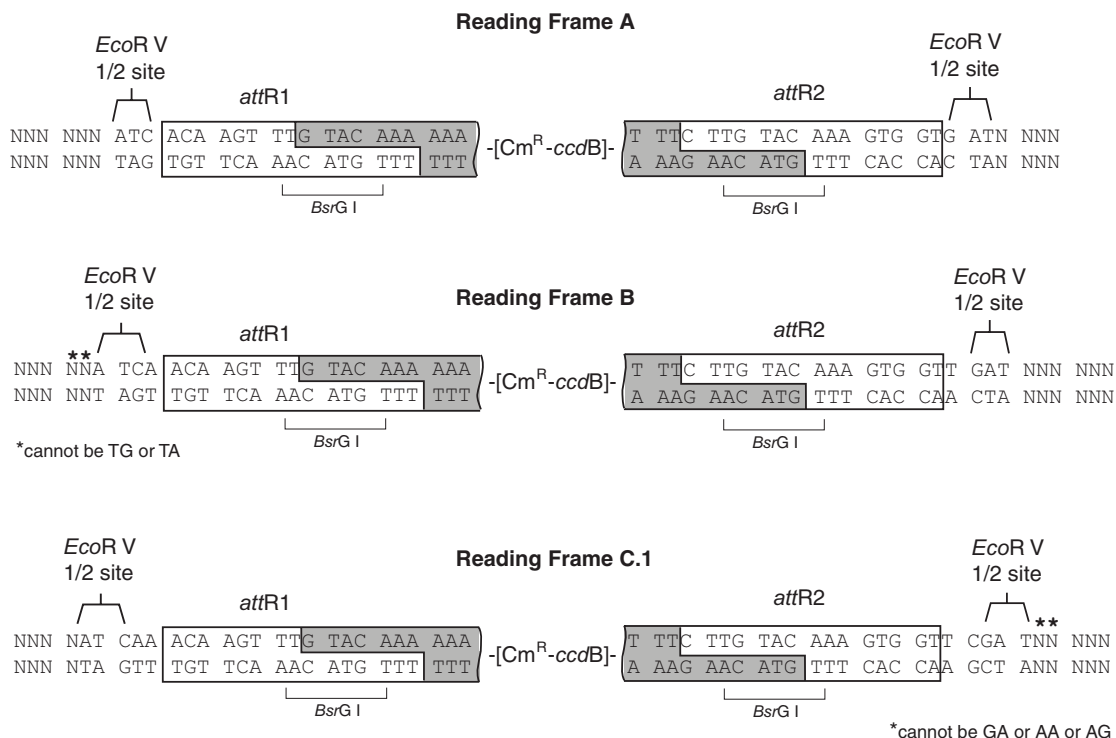 Reading Frame A
EcoR V
1/2 site
EcoR V
1/2 site
attR1
attR2
NNN NNN ATC ACA AGT TTG TACA AAA AAA -[CmR-ccdB]- T TTC TTG TAC AAA GTG GTG ATN NNN
NNN NNN TAG TGT TCA AAC ATG TTT TTT A AAG AAC ATG TTT CAC CAC TAN NNN
BsrG I
BsrG I
EcoR V
1/2 site
Reading Frame B
EcoR V
1/2 site
attR1
attR2
**
NNN NNA TCA ACA AGT TTG TACA AAA AAA -[CmR-ccdB]- T TTC TTG TAC AAA GTG GTT GAT NNN NNN
NNN NNT AGT TGT TCA AAC ATG TTT TTT A AAG AAC ATG TTT CAC CAA CTA NNN NNN
BsrG I
BsrG I
*cannot be TG or TA
EcoR V
1/2 site
Reading Frame C.1
EcoR V
1/2 site
attR1
attR2
**
NNN NAT CAA ACA AGT TTG TACA AAA AAA -[CmR-ccdB]- T TTC TTG TAC AAA GTG GTT CGA TNN NNN
NNN NTA GTT TGT TCA AAC ATG TTT TTT A AAG AAC ATG TTT CAC CAA GCT ANN NNN
BsrG I
BsrG I
*cannot be GA or AA or AG